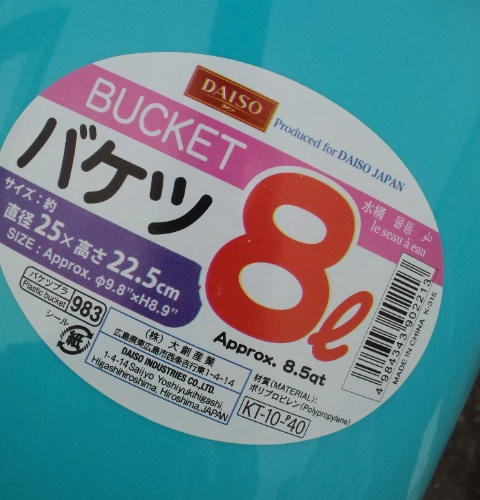 DAISO
Produced for DAISO JAPAN
BUCKET
バケツ
水桶 물통
le seau à eau
サイズ:約
直径25×高さ22.5cm
SIZE : Approx. φ9.8"×H8.9"
8ℓ
Approx. 8.5qt
バケツプラ
Plastic bucket
983
シール
紙
(株)大創産業
広島県東広島市西条吉行東1-4-14
DAISO INDUSTRIES CO.,LTD.
1-4-14 Saijo Yoshiyukihigashi,
Higashihiroshima, Hiroshima, JAPAN
材質(MATERIAL):
ポリプロピレン(Polypropylene)
KT-10-P40
4984343902213
MADE IN CHINA K-316